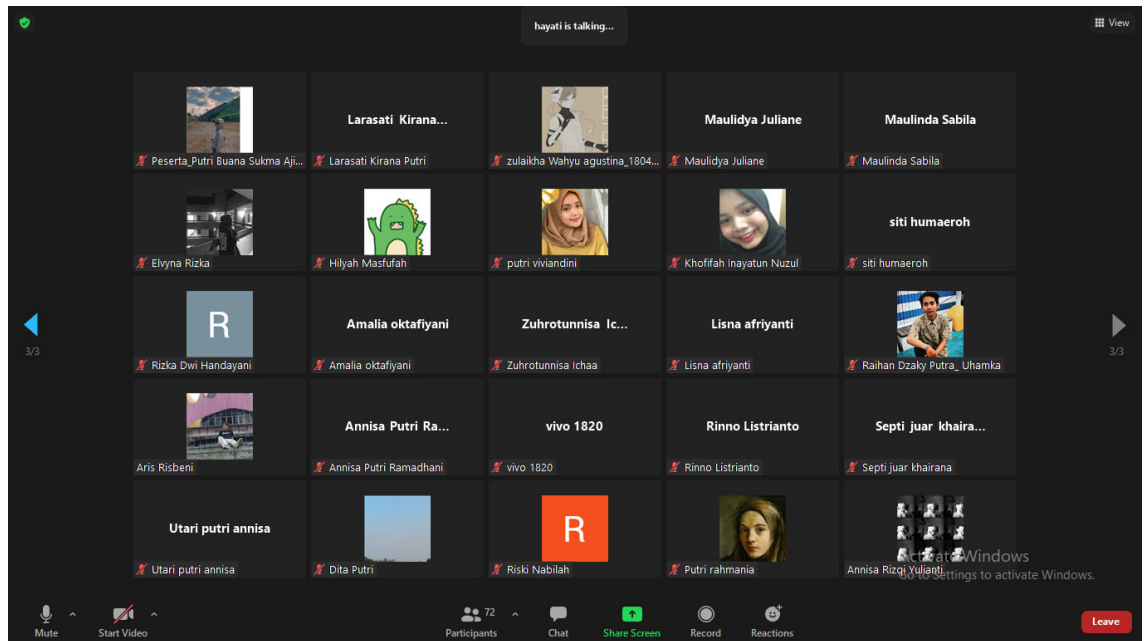 hayati is talking...
View
Peserta_Putri Buana Sukma Aji...
Larasati Kirana...
Larasati Kirana Putri
zulaikha Wahyu agustina_1804...
Maulidya Juliane
Maulidya Juliane
Maulinda Sabila
Maulinda Sabila
Elvyna Rizka
Hilyah Masfufah
putri viviandini
Khofifah Inayatun Nuzul
siti humaeroh
siti humaeroh
3/3
R
Rizka Dwi Handayani
Amalia oktafiyani
Amalia oktafiyani
Zuhrotunnisa Ic...
Zuhrotunnisa Ichaa
Lisna afriyanti
Lisna afriyanti
Raihan Dzaky Putra_ Uhamka
3/3
Aris Risbeni
Annisa Putri Ra...
Annisa Putri Ramadhani
vivo 1820
vivo 1820
Rinno Listrianto
Rinno Listrianto
Septi juar khaira...
Septi juar khairana
Utari putri annisa
Utari putri annisa
Dita Putri
R
Riski Nabilah
Putri rahmania
Annisa Rizqi Yulianti
Activate Windows
Go to Settings to activate Windows.
Mute
Start Video
Participants
72
Chat
Share Screen
Record
Reactions
Leave